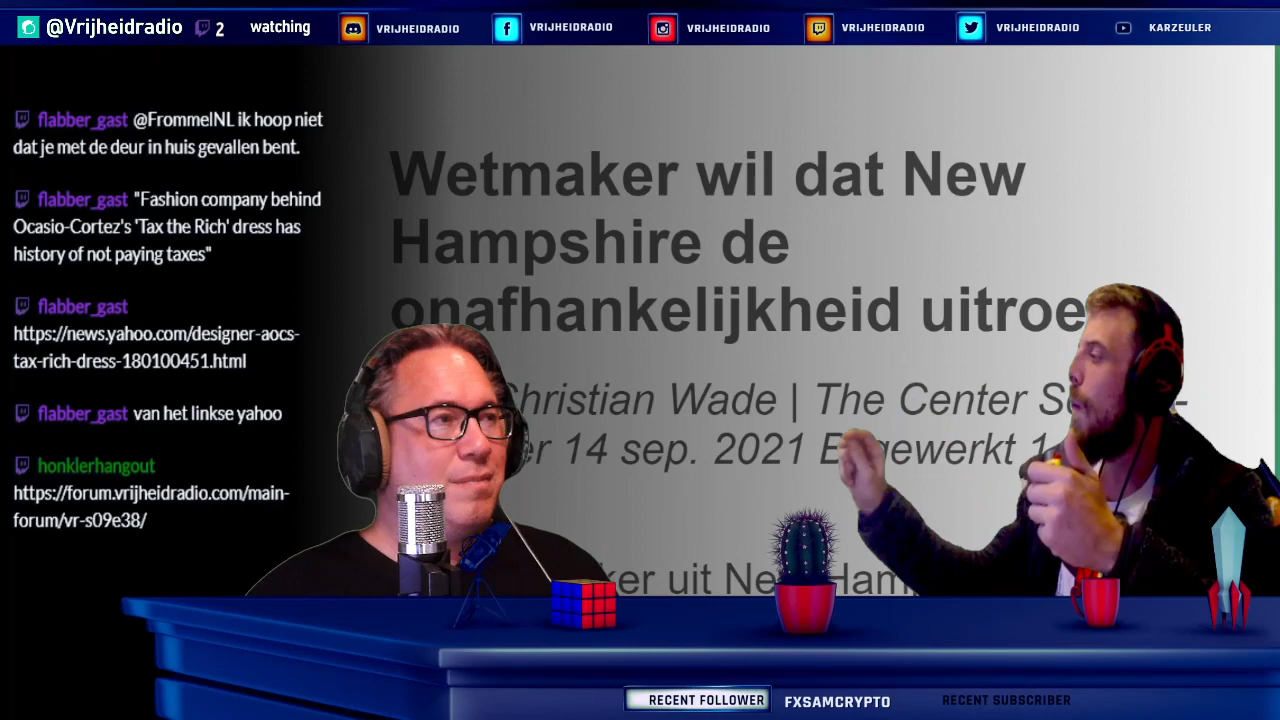 @Vrijheidradio 2 watching VRIJHEIDRADIO VRIJHEIDRADIO VRIJHEIDRADIO VRIJHEIDRADIO VRIJHEIDRADIO KARZEULER
flabber_gast @FrommelNL ik hoop niet
dat je met de deur in huis gevallen bent.
flabber_gast "Fashion company behind
Ocasio-Cortez's 'Tax the Rich' dress has
history of not paying taxes"
flabber_gast
https://news.yahoo.com/designer-aocs-
tax-rich-dress-180100451.html
flabber_gast van het linkse yahoo
honklerhangout
https://forum.vrijheidradio.com/main-
forum/vr-s09e38/
Wetmaker wil dat New
Hampshire de
onafhankelijkheid uitroe
Christian Wade | The Center
14 sep. 2021
uit New Ham
RECENT FOLLOWER FXSAMCRYPTO RECENT SUBSCRIBER